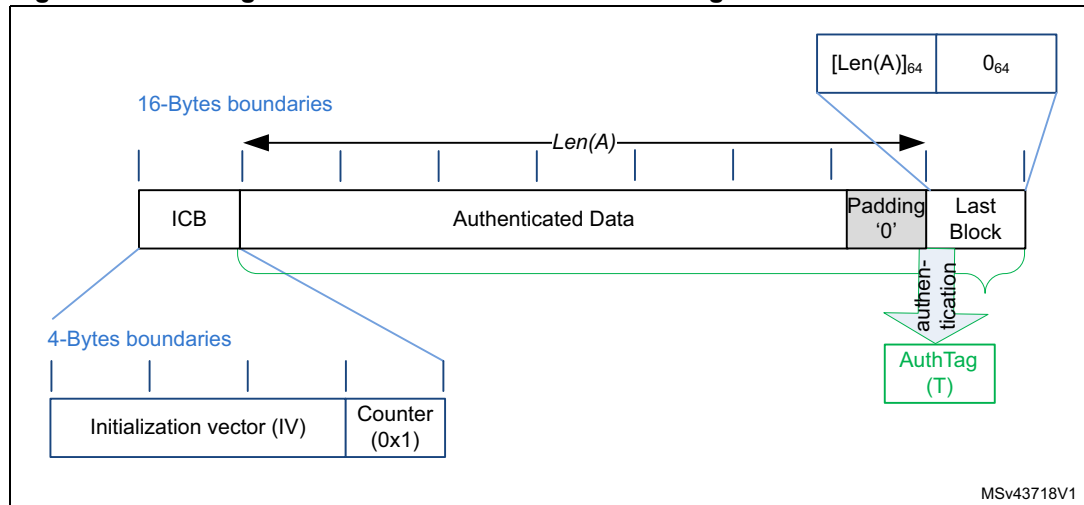 [Len(A)]64
064
16-Bytes boundaries
Len(A)
ICB
Authenticated Data
Padding
‘0’
Last
Block
authen-
tication
4-Bytes boundaries
AuthTag
(T)
Initialization vector (IV)
Counter
(0x1)
MSv43718V1